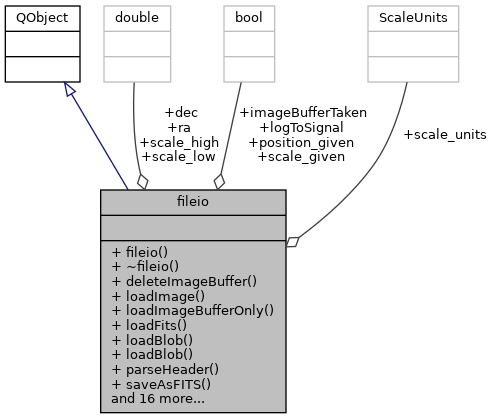 QObject
double
bool
ScaleUnits
+dec
+ra
+scale_high
+scale_low
+imageBufferTaken
+logToSignal
+position_given
+scale_given
+scale_units
fileio
+ fileio()
+ ~fileio()
+ deleteImageBuffer()
+ loadImage()
+ loadImageBufferOnly()
+ loadFits()
+ loadBlob()
+ loadBlob()
+ parseHeader()
+ saveAsFITS()
and 16 more...